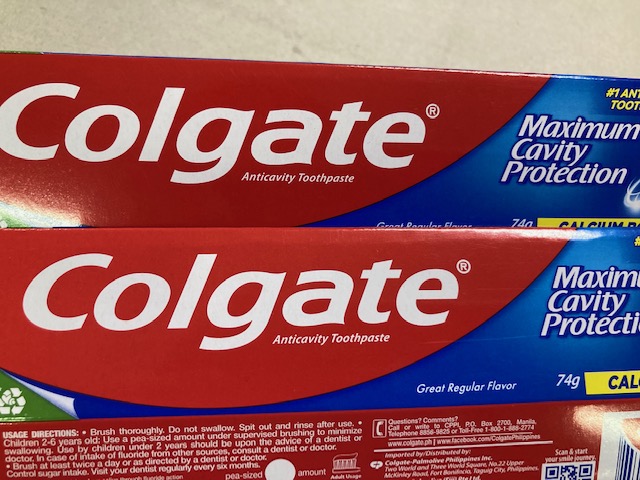 Colgate®
Anticavity Toothpaste
#1
Maximum
Cavity
Protection
Great Regular Flavor
74g
CALCIUM
Colgate®
Anticavity Toothpaste
Cavity
Great Regular Flavor
74g
USAGE DIRECTIONS: • Brush thoroughly. Do not swallow. Spit out and rinse after use. •
Children 2-6 years old: Use a pea-sized amount under supervised brushing to minimize
swallowing. Use by children under 2 years should be upon the advice of a dentist or
doctor. In case of intake of fluoride from other sources, consult a dentist or doctor.
• Brush at least twice a day or as directed by a dentist or doctor.
Control sugar intake. Visit your dentist regularly every six months.
through fluoride action
pea-sized amount
Adult Usage
Questions? Comments?
Call or write to CPPI, P.O. Box 2700, Manila.
Telephone 8858-9825 or Toll-Free 1-800-1-888-2774
www.colgate.ph | www.facebook.com/ColgatePhilippines
Imported by/Distributed by:
Colgate-Palmolive Philippines Inc.
Two World and Three World Square, No.22 Upper
McKinley Road, Fort Bonifacio, Taguig City, Philippines.
Scan & start
your smile journey.